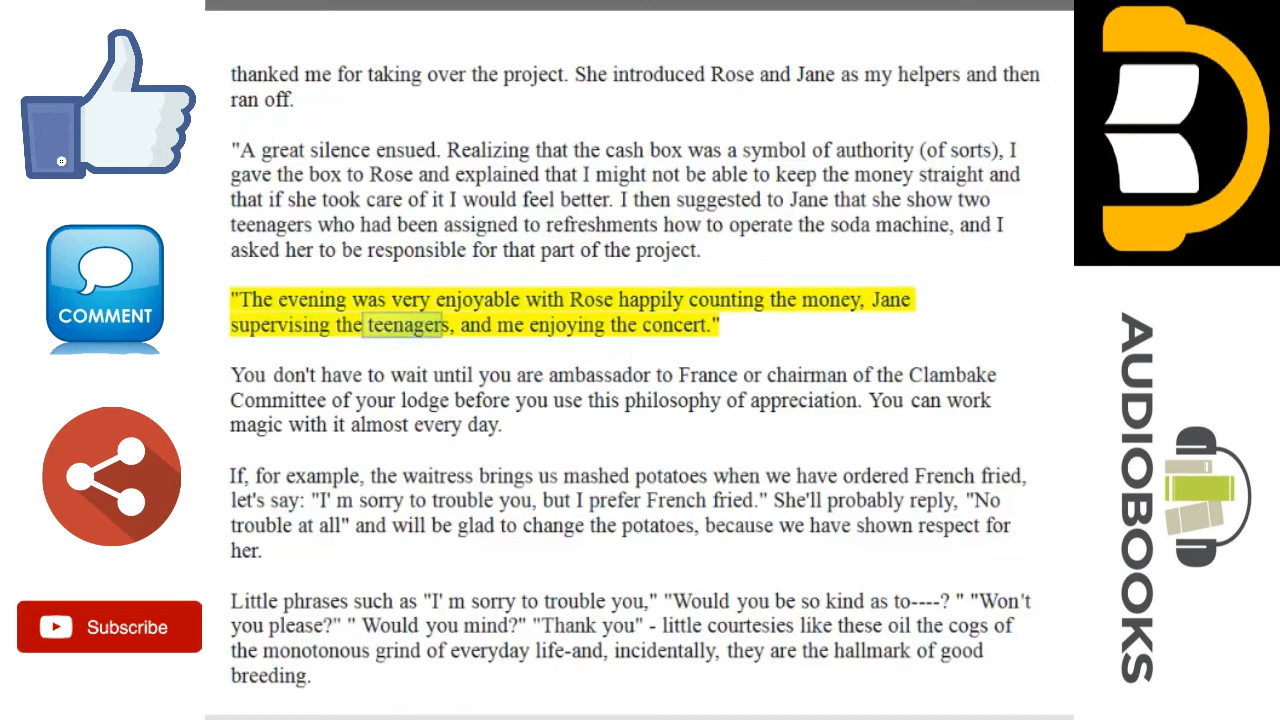 thanked me for taking over the project. She introduced Rose and Jane as my helpers and then
ran off.
"A great silence ensued. Realizing that the cash box was a symbol of authority (of sorts), I
gave the box to Rose and explained that I might not be able to keep the money straight and
that if she took care of it I would feel better. I then suggested to Jane that she show two
teenagers who had been assigned to refreshments how to operate the soda machine, and I
asked her to be responsible for that part of the project.
"The evening was very enjoyable with Rose happily counting the money, Jane
supervising the teenagers, and me enjoying the concert."
You don't have to wait until you are ambassador to France or chairman of the Clambake
Committee of your lodge before you use this philosophy of appreciation. You can work
magic with it almost every day.
If, for example, the waitress brings us mashed potatoes when we have ordered French fried,
let's say: "I' m sorry to trouble you, but I prefer French fried." She'll probably reply, "No
trouble at all" and will be glad to change the potatoes, because we have shown respect for
her.
Little phrases such as "I' m sorry to trouble you," "Would you be so kind as to----? " "Won't
you please?" " Would you mind?" "Thank you" - little courtesies like these oil the cogs of
the monotonous grind of everyday life-and, incidentally, they are the hallmark of good
breeding.
COMMENT
Subscribe
AUDIOBOOKS